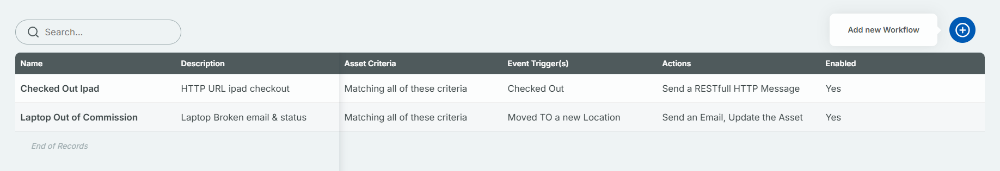 Search...
Add new Workflow
Name Description Asset Criteria Event Trigger(s) Actions Enabled
Checked Out Ipad HTTP URL ipad checkout Matching all of these criteria Checked Out Send a RESTfull HTTP Message Yes
Laptop Out of Commission Laptop Broken email & status Matching all of these criteria Moved TO a new Location Send an Email, Update the Asset Yes
End of Records